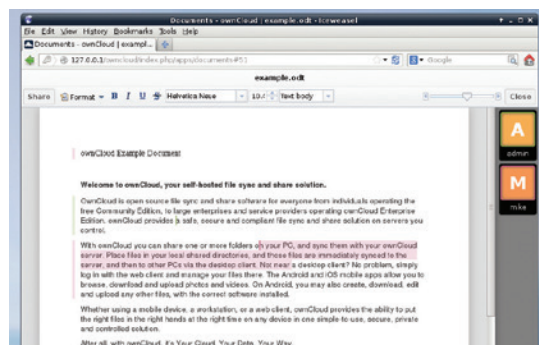 Documents - ownCloud | example.odt - Iceweasel
File Edit View History Bookmarks Tools Help
Documents - ownCloud | exampl...
127.0.0.1/owncloud/index.php/apps/documents#51
Google
example.odt
Share Format B I U S Helvetica Neue Text body Close
A
admin
M
mike
ownCloud Example Document
Welcome to ownCloud, your self-hosted file sync and share solution.
OwnCloud is open source file sync and share software for everyone from individuals operating the
free Community Edition, to large enterprises and service providers operating ownCloud Enterprise
Edition. ownCloud provides a safe, secure and compliant file sync and share solution on servers you
control.
With ownCloud you can share one or more folders on your PC, and sync them with your ownCloud
server. Place files in your local shared directories, and those files are immediately synced to the
server, and then to other PCs via the desktop client. Not near a desktop client? No problem, simply
log in with the web client and manage your files there. The Android and iOS mobile apps allow you to
browse, download and upload photos and videos. On Android, you may also create, download, edit
and upload any other files, with the correct software installed.
Whether using a mobile device, a workstation, or a web client, ownCloud provides the ability to put
the right files in the right hands at the right time on any device in one simple-to-use, secure, private
and controlled solution.
After all, with ownCloud, it's Your Cloud, Your Data, Your Way.